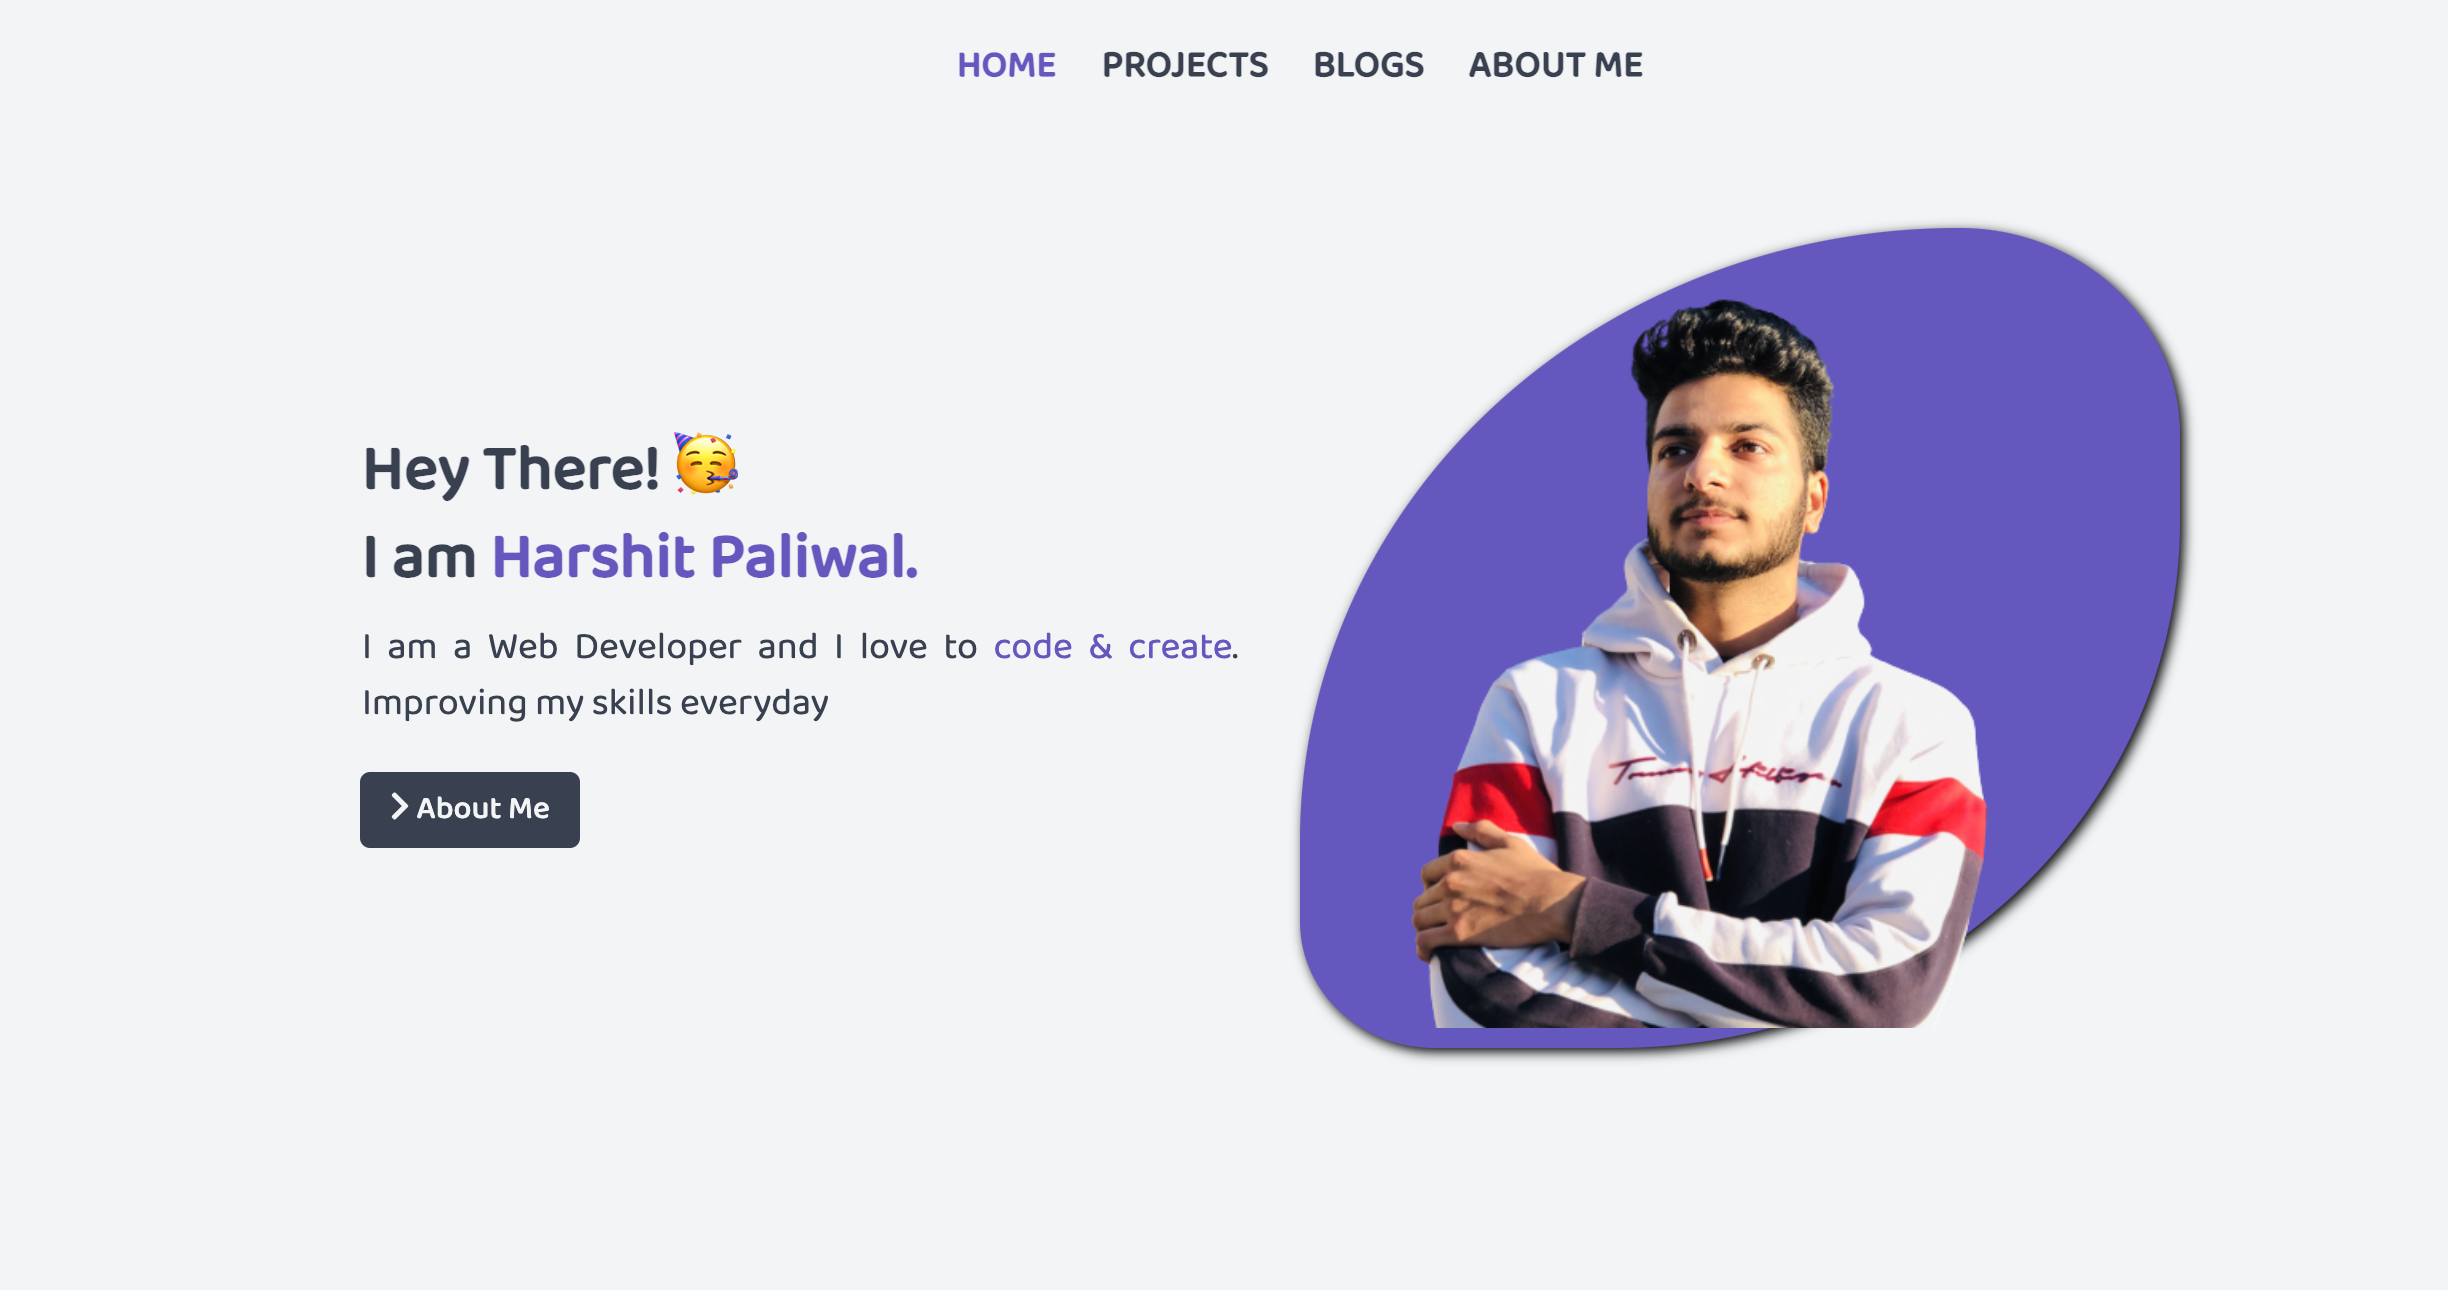 HOME PROJECTS BLOGS ABOUT ME
Hey There! 🥳
I am Harshit Paliwal.
I am a Web Developer and I love to code & create.
Improving my skills everyday
About Me